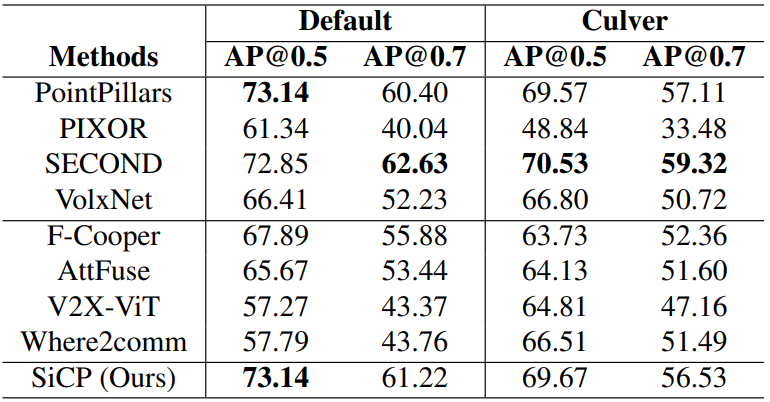 Default Culver
Methods AP@0.5 AP@0.7 AP@0.5 AP@0.7
PointPillars 73.14 60.40 69.57 57.11
PIXOR 61.34 40.04 48.84 33.48
SECOND 72.85 62.63 70.53 59.32
VolxNet 66.41 52.23 66.80 50.72
F-Cooper 67.89 55.88 63.73 52.36
AttFuse 65.67 53.44 64.13 51.60
V2X-ViT 57.27 43.37 64.81 47.16
Where2comm 57.79 43.76 66.51 51.49
SiCP (Ours) 73.14 61.22 69.67 56.53